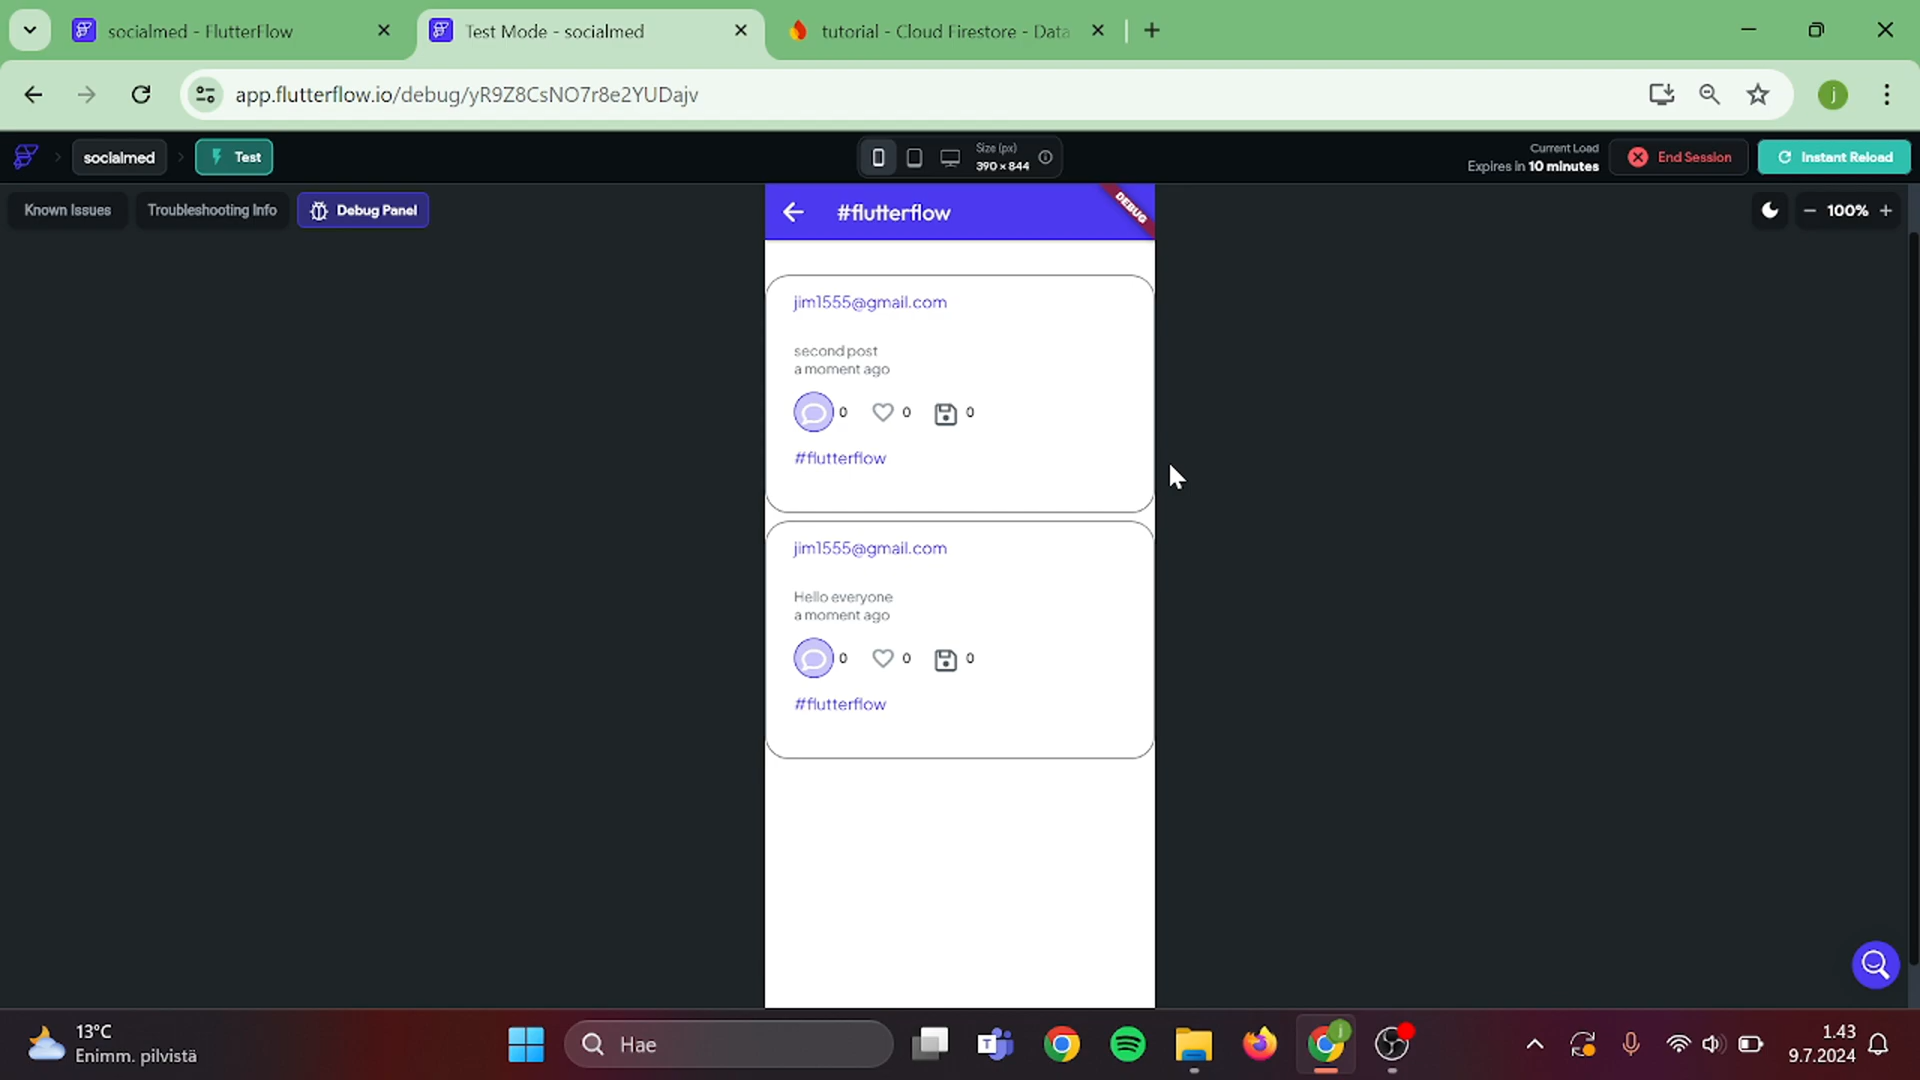 socialmed - FlutterFlow
Test Mode - socialmed
tutorial - Cloud Firestore - Data
app.flutterflow.io/debug/yR9Z8CsNO7r8e2YUDajv
j
socialmed
Test
Size (px)
390 × 844
Current Load
Expires in 10 minutes
End Session
Instant Reload
Known Issues
Troubleshooting Info
Debug Panel
#flutterflow
DEBUG
100%
jim1555@gmail.com
second post
a moment ago
0 0 0
#flutterflow
jim1555@gmail.com
Hello everyone
a moment ago
0 0 0
#flutterflow
13°C
Enimm. pilvistä
Hae
T
j
1.43
9.7.2024